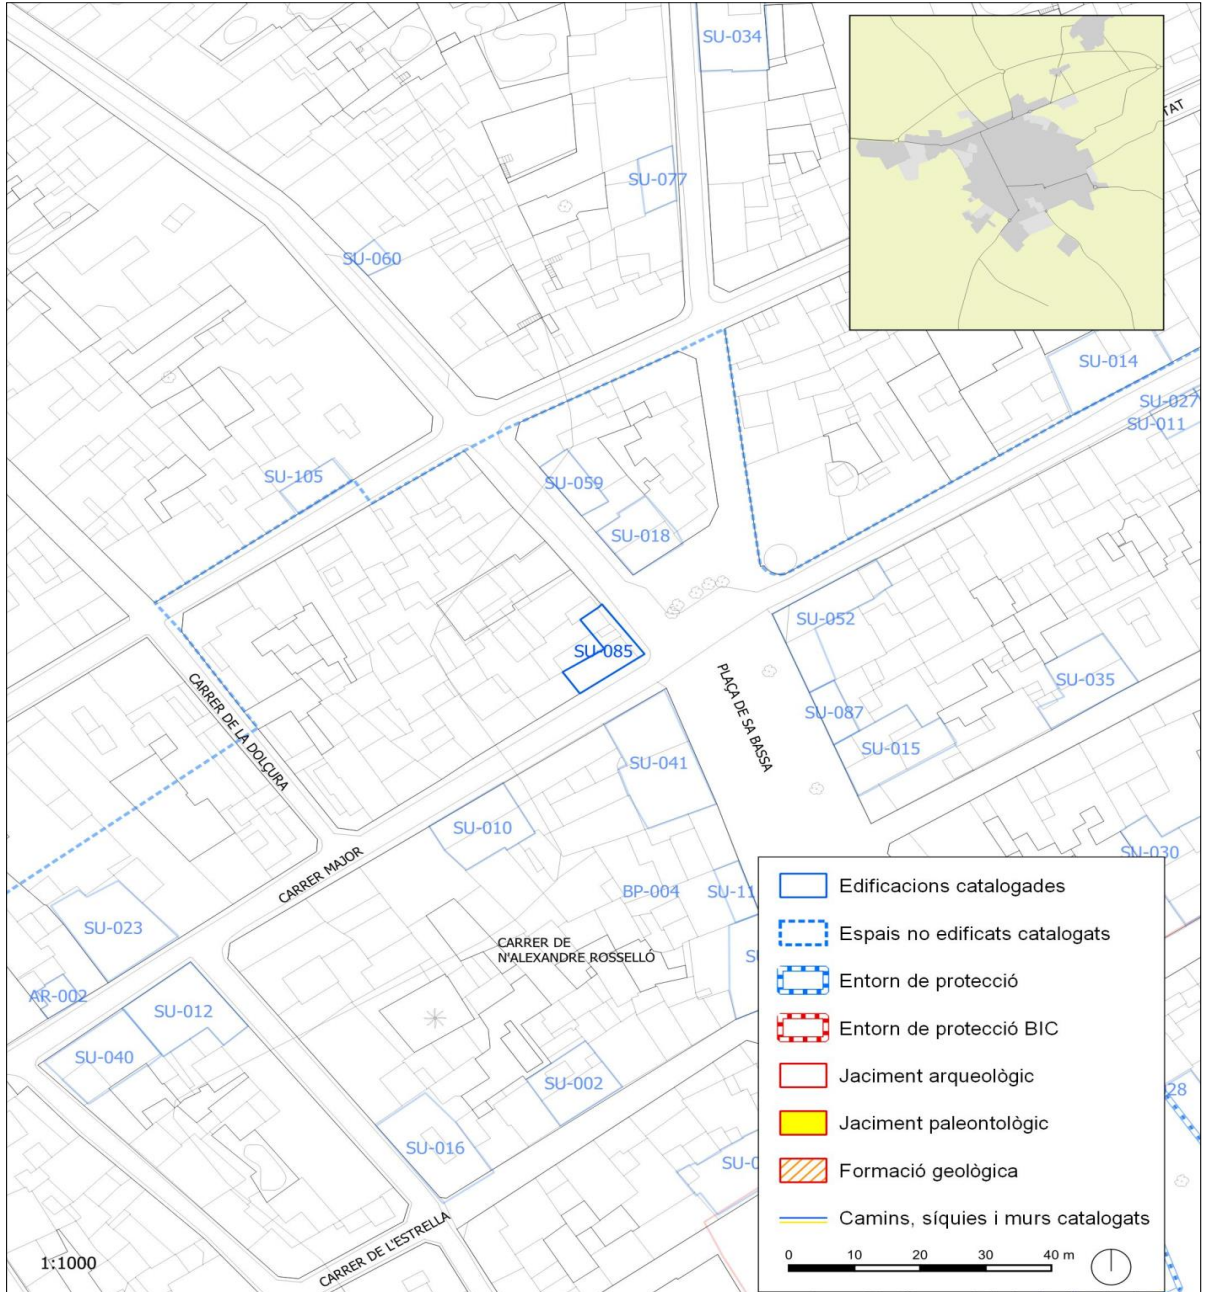 SU-034
TAT
SU-077
SU-060
SU-014
SU-027
SU-011
SU-105
SU-059
SU-018
SU-052
SU-085
SU-035
CARRER DE LA DOLÇURA
PLAÇA DE SA BASSA
SU-087
SU-015
SU-041
SU-010
CARRER MAJOR
BP-004
SU-11
SU-023
CARRER DE
N'ALEXANDRE ROSSELLÓ
AR-002
SU-012
SU-040
SU-002
SU-016
SU-0
28
CARRER DE L'ESTRELLA
1:1000
Edificacions catalogades
Espais no edificats catalogats
Entorn de protecció
Entorn de protecció BIC
Jaciment arqueològic
Jaciment paleontològic
Formació geològica
Camins, síquies i murs catalogats
0 10 20 30 40 m